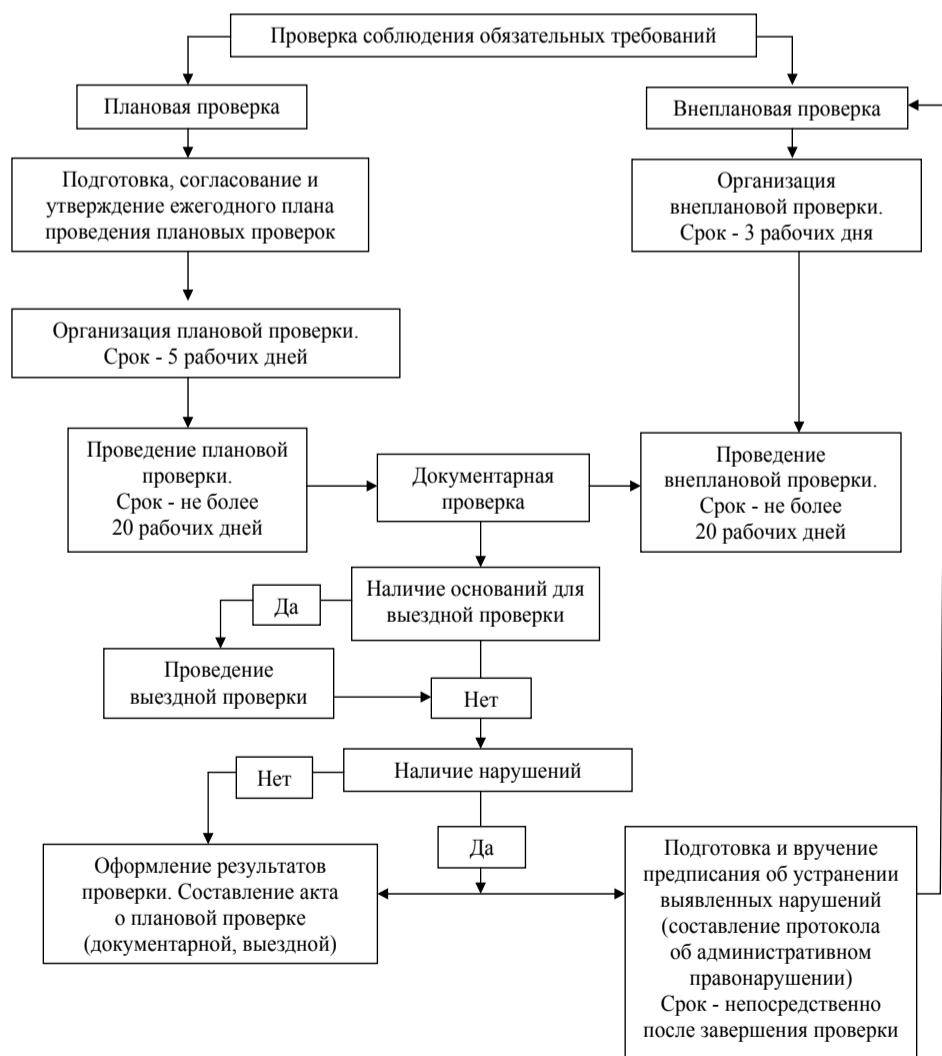 Проверка соблюдения обязательных требований
Плановая проверка
Внеплановая проверка
Подготовка, согласование и
утверждение ежегодного плана
проведения плановых проверок
Организация
внеплановой проверки.
Срок - 3 рабочих дня
Организация плановой проверки.
Срок - 5 рабочих дней
Проведение плановой
проверки.
Срок - не более
20 рабочих дней
Документарная
проверка
Проведение
внеплановой проверки.
Срок - не более
20 рабочих дней
Наличие оснований для
выездной проверки
Да
Проведение
выездной проверки
Нет
Наличие нарушений
Нет
Да
Оформление результатов
проверки. Составление акта
о плановой проверке
(документарной, выездной)
Подготовка и вручение
предписания об устранении
выявленных нарушений
(составление протокола
об административном
правонарушении)
Срок - непосредственно
после завершения проверки